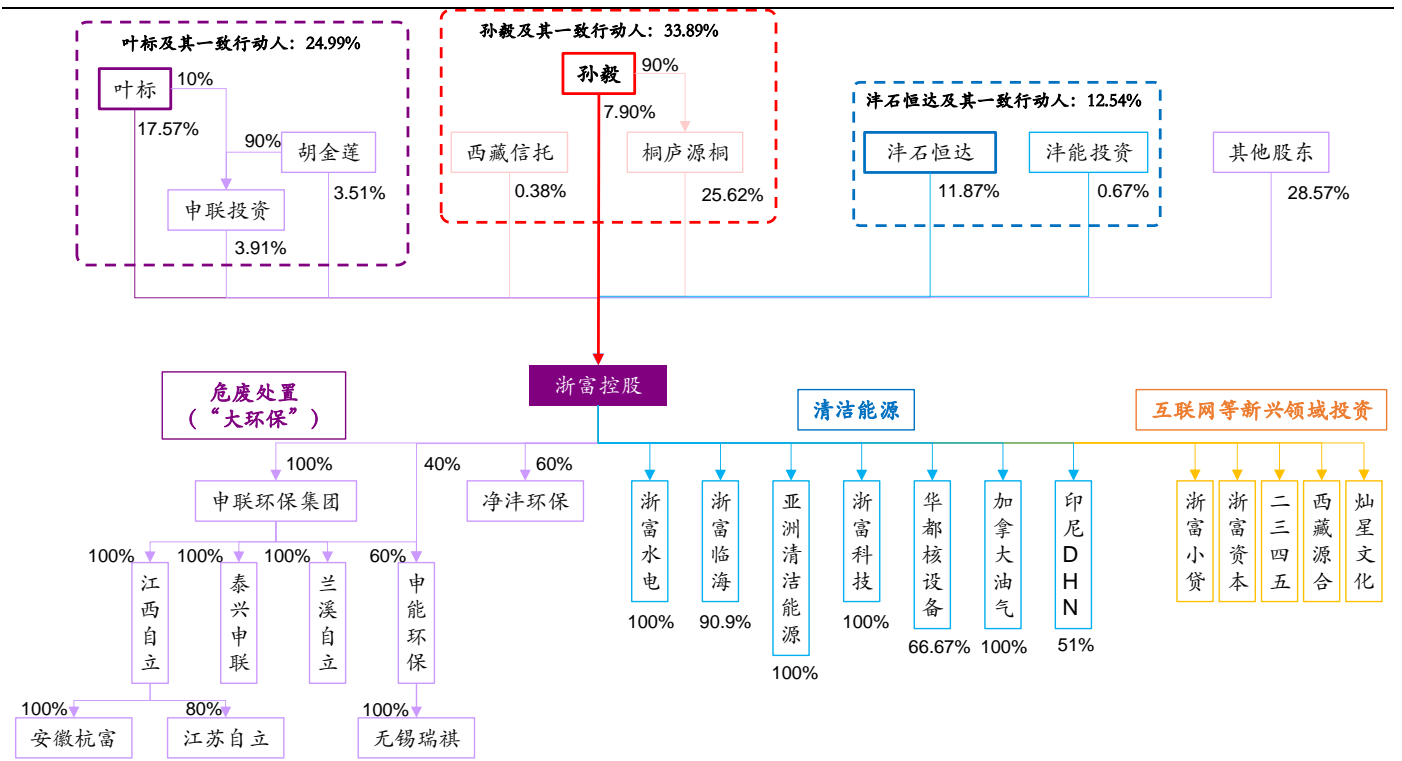 叶标及其一致行动人：24.99%
孙毅及其一致行动人：33.89%
沣石恒达及其一致行动人：12.54%
叶标
10%
17.57%
90%
胡金莲
3.51%
申联投资
3.91%
孙毅
90%
7.90%
西藏信托
0.38%
桐庐源桐
25.62%
沣石恒达
11.87%
沣能投资
0.67%
其他股东
28.57%
浙富控股
危废处置
（“大环保”）
清洁能源
互联网等新兴领域投资
100%
申联环保集团
40%
60%
净沣环保
100%
江西自立
100%
泰兴申联
100%
兰溪自立
60%
申能环保
100%
安徽杭富
80%
江苏自立
100%
无锡瑞祺
浙富水电
100%
浙富临海
90.9%
亚洲清洁能源
100%
浙富科技
100%
华都核设备
66.67%
加拿大油气
100%
印尼DHN
51%
浙富小贷
浙富资本
二三四五
西藏源合
灿星文化